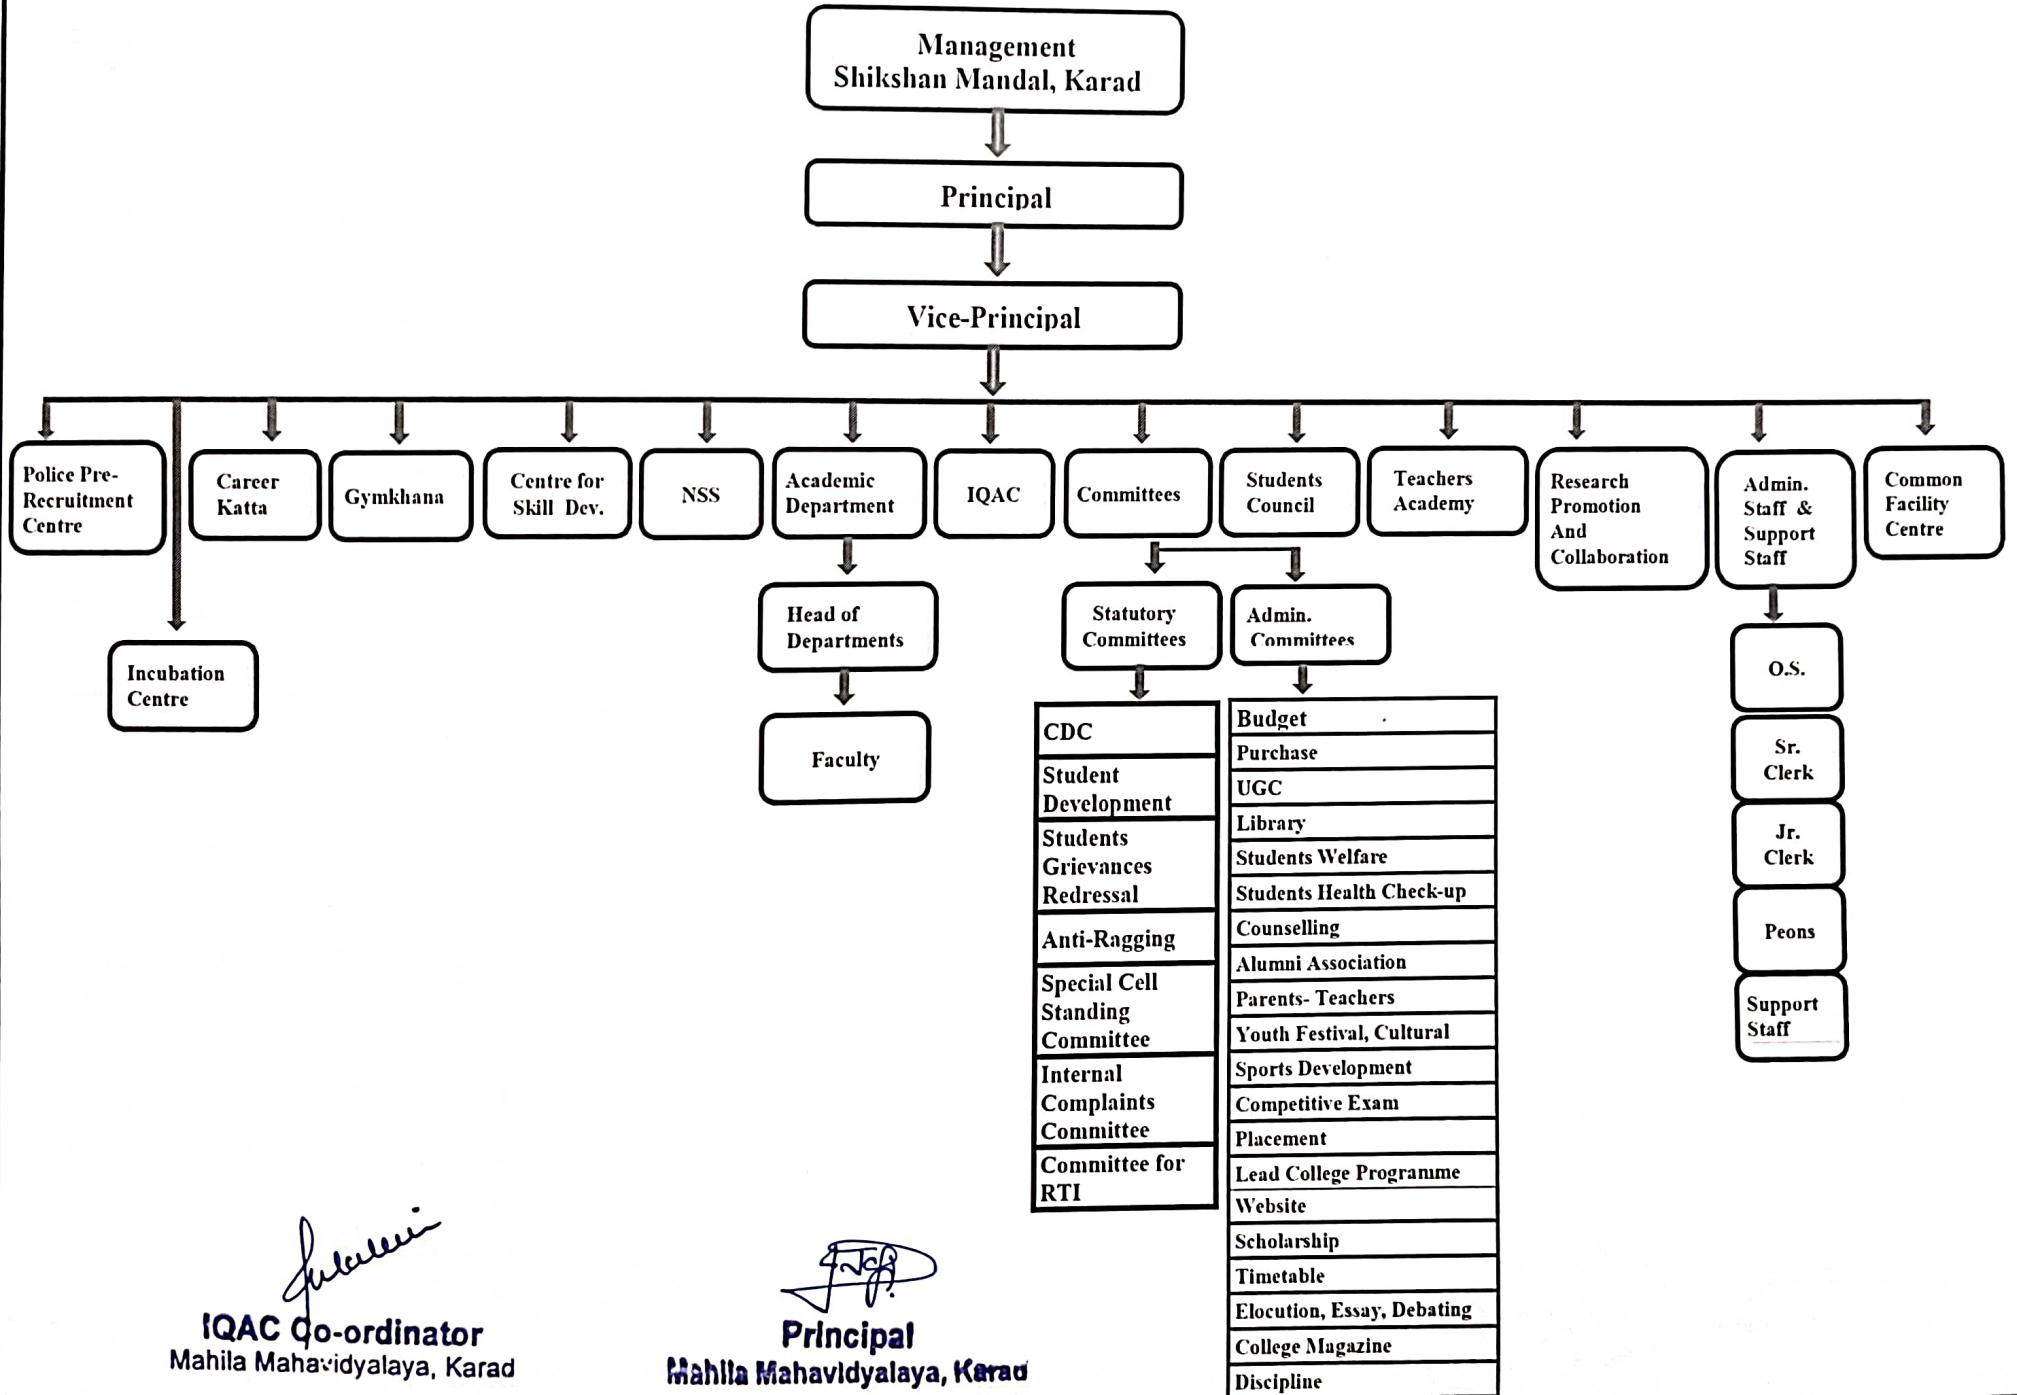 Management
Shikshan Mandal, Karad
Principal
Vice-Principal
Police Pre-
Recruitment
Centre
Incubation
Centre
Career
Katta
Gymkhana
Centre for
Skill Dev.
NSS
Academic
Department
Head of
Departments
Faculty
IQAC
Committees
Statutory
Committees
CDC
Student
Development
Students
Grievances
Redressal
Anti-Ragging
Special Cell
Standing
Committee
Internal
Complaints
Committee
Committee for
RTI
Admin.
Committees
Budget
Purchase
UGC
Library
Students Welfare
Students Health Check-up
Counselling
Alumni Association
Parents- Teachers
Youth Festival, Cultural
Sports Development
Competitive Exam
Placement
Lead College Programme
Website
Scholarship
Timetable
Elocution, Essay, Debating
College Magazine
Discipline
Students
Council
Teachers
Academy
Research
Promotion
And
Collaboration
Admin.
Staff &
Support
Staff
O.S.
Sr.
Clerk
Jr.
Clerk
Peons
Support
Staff
Common
Facility
Centre
IQAC Co-ordinator
Mahila Mahavidyalaya, Karad
Principal
Mahila Mahavidyalaya, Karad